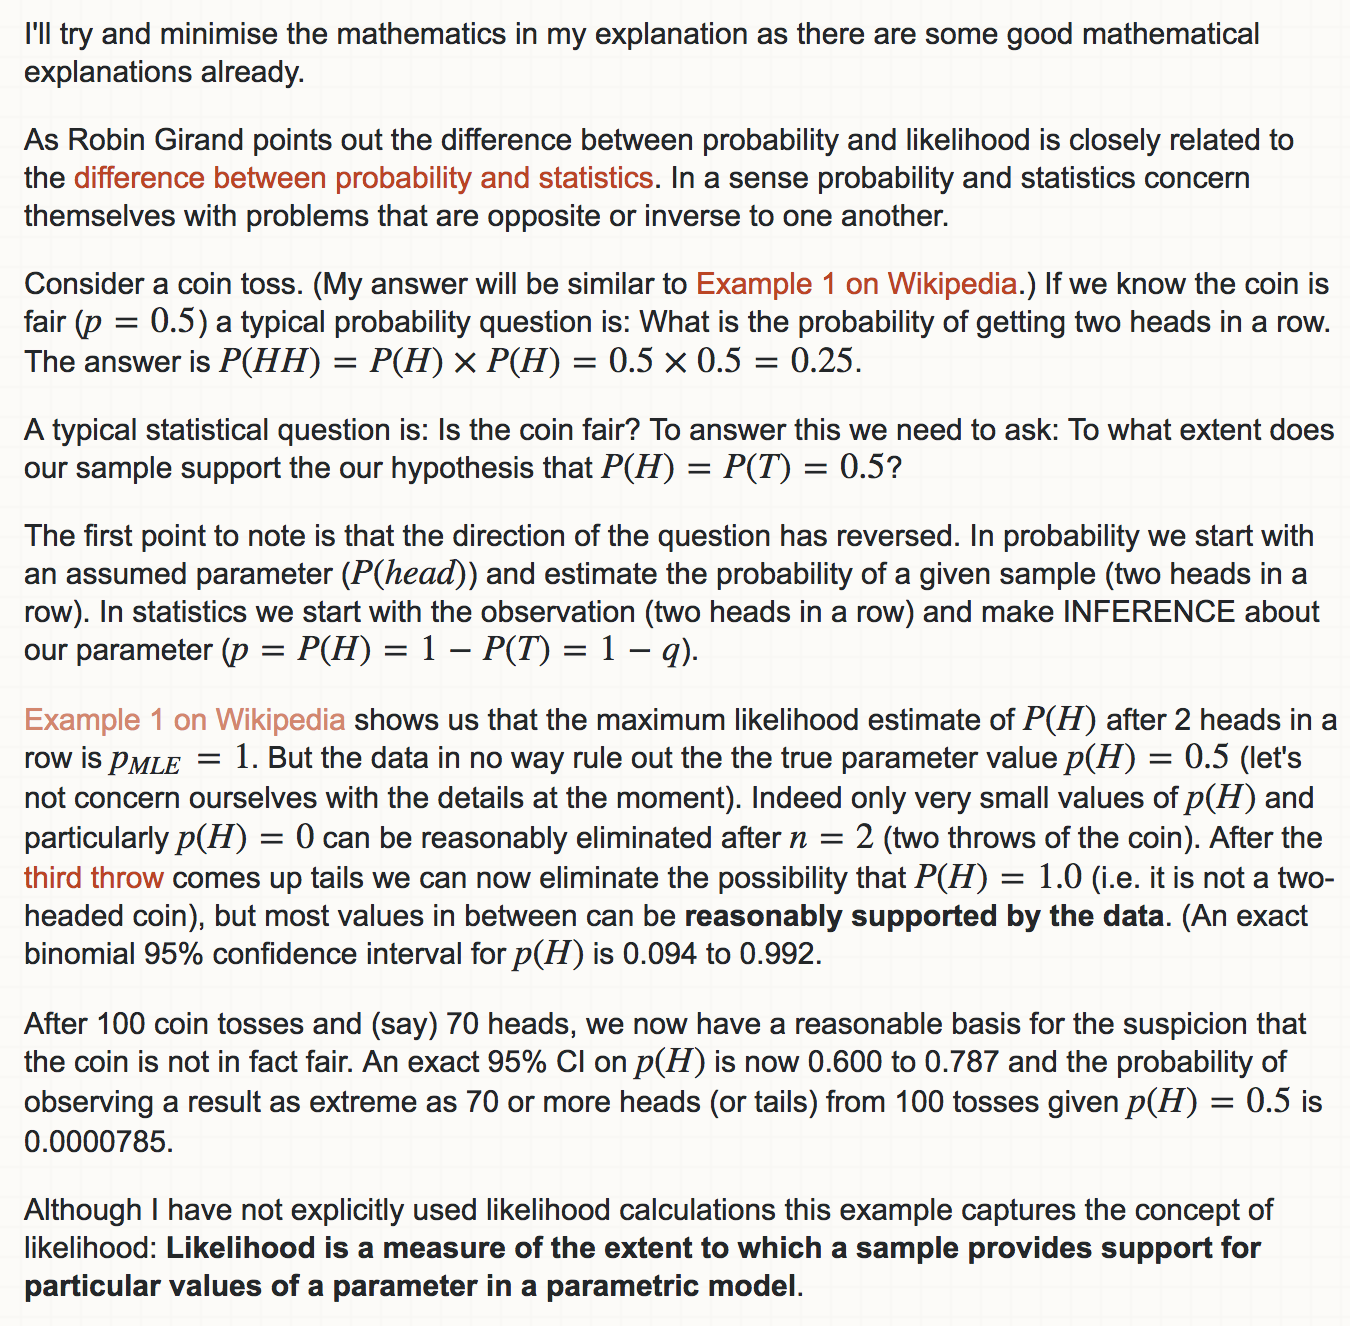 I'll try and minimise the mathematics in my explanation as there are some good mathematical
explanations already.
As Robin Girand points out the difference between probability and likelihood is closely related to
the difference between probability and statistics. In a sense probability and statistics concern
themselves with problems that are opposite or inverse to one another.
Consider a coin toss. (My answer will be similar to Example 1 on Wikipedia.) If we know the coin is
fair (p = 0.5) a typical probability question is: What is the probability of getting two heads in a row.
The answer is P(HH) = P(H) × P(H) = 0.5 × 0.5 = 0.25.
A typical statistical question is: Is the coin fair? To answer this we need to ask: To what extent does
our sample support the our hypothesis that P(H) = P(T) = 0.5?
The first point to note is that the direction of the question has reversed. In probability we start with
an assumed parameter (P(head)) and estimate the probability of a given sample (two heads in a
row). In statistics we start with the observation (two heads in a row) and make INFERENCE about
our parameter (p = P(H) = 1 − P(T) = 1 − q).
Example 1 on Wikipedia shows us that the maximum likelihood estimate of P(H) after 2 heads in a
row is pMLE = 1. But the data in no way rule out the the true parameter value p(H) = 0.5 (let's
not concern ourselves with the details at the moment). Indeed only very small values of p(H) and
particularly p(H) = 0 can be reasonably eliminated after n = 2 (two throws of the coin). After the
third throw comes up tails we can now eliminate the possibility that P(H) = 1.0 (i.e. it is not a two-
headed coin), but most values in between can be reasonably supported by the data. (An exact
binomial 95% confidence interval for p(H) is 0.094 to 0.992.
After 100 coin tosses and (say) 70 heads, we now have a reasonable basis for the suspicion that
the coin is not in fact fair. An exact 95% CI on p(H) is now 0.600 to 0.787 and the probability of
observing a result as extreme as 70 or more heads (or tails) from 100 tosses given p(H) = 0.5 is
0.0000785.
Although I have not explicitly used likelihood calculations this example captures the concept of
likelihood: Likelihood is a measure of the extent to which a sample provides support for
particular values of a parameter in a parametric model.